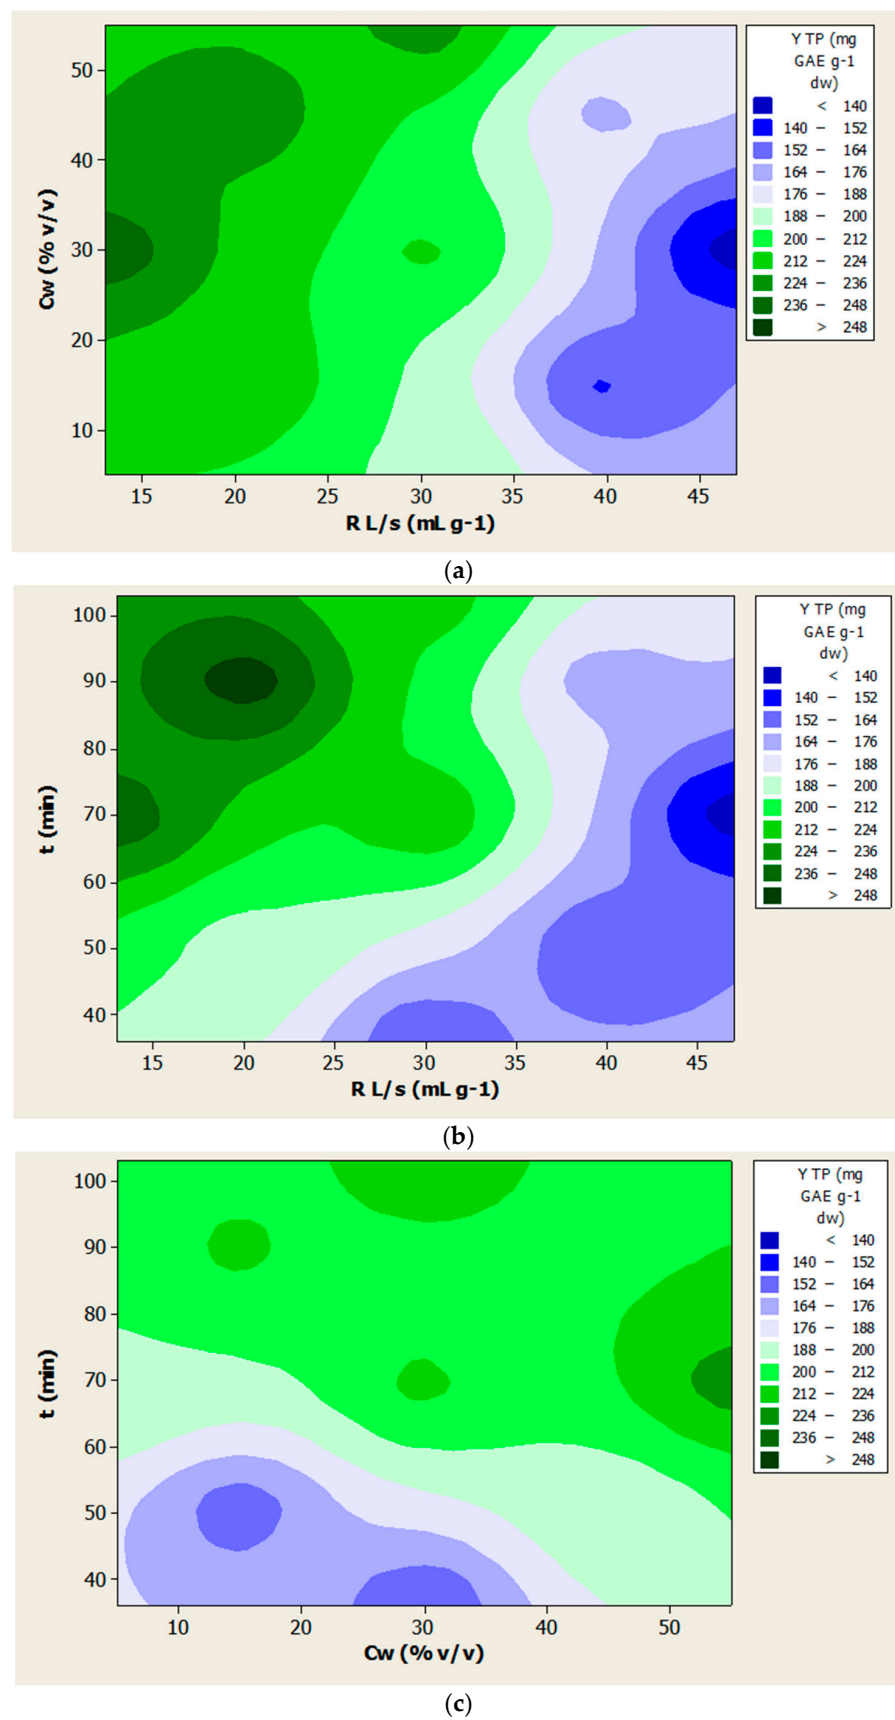 Y TP (mg
GAE g-1
dw)
< 140
140 – 152
152 – 164
164 – 176
176 – 188
188 – 200
200 – 212
212 – 224
224 – 236
236 – 248
> 248
50
40
30
20
10
Cw (% v/v)
15 20 25 30 35 40 45
R L/s (mL g-1)
(a)
Y TP (mg
GAE g-1
dw)
< 140
140 – 152
152 – 164
164 – 176
176 – 188
188 – 200
200 – 212
212 – 224
224 – 236
236 – 248
> 248
100
90
80
70
60
50
40
t (min)
15 20 25 30 35 40 45
R L/s (mL g-1)
(b)
Y TP (mg
GAE g-1
dw)
< 140
140 – 152
152 – 164
164 – 176
176 – 188
188 – 200
200 – 212
212 – 224
224 – 236
236 – 248
> 248
100
90
80
70
60
50
40
t (min)
10 20 30 40 50
Cw (% v/v)
(c)